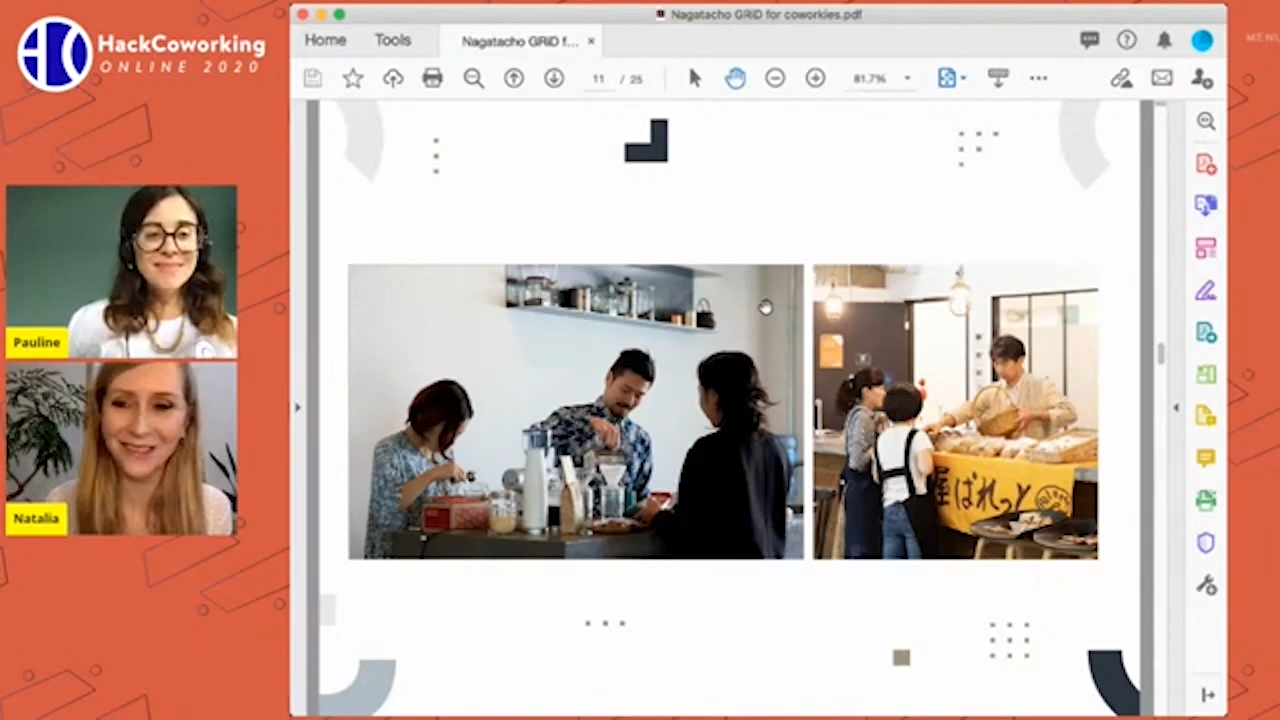 HackCoworking
ONLINE 2020
Nagatacho GRiD for coworkies.pdf
MENU
Home
Tools
Nagatacho GRiD f...
11 / 25
81.7%
Pauline
Natalia
ぱれっと